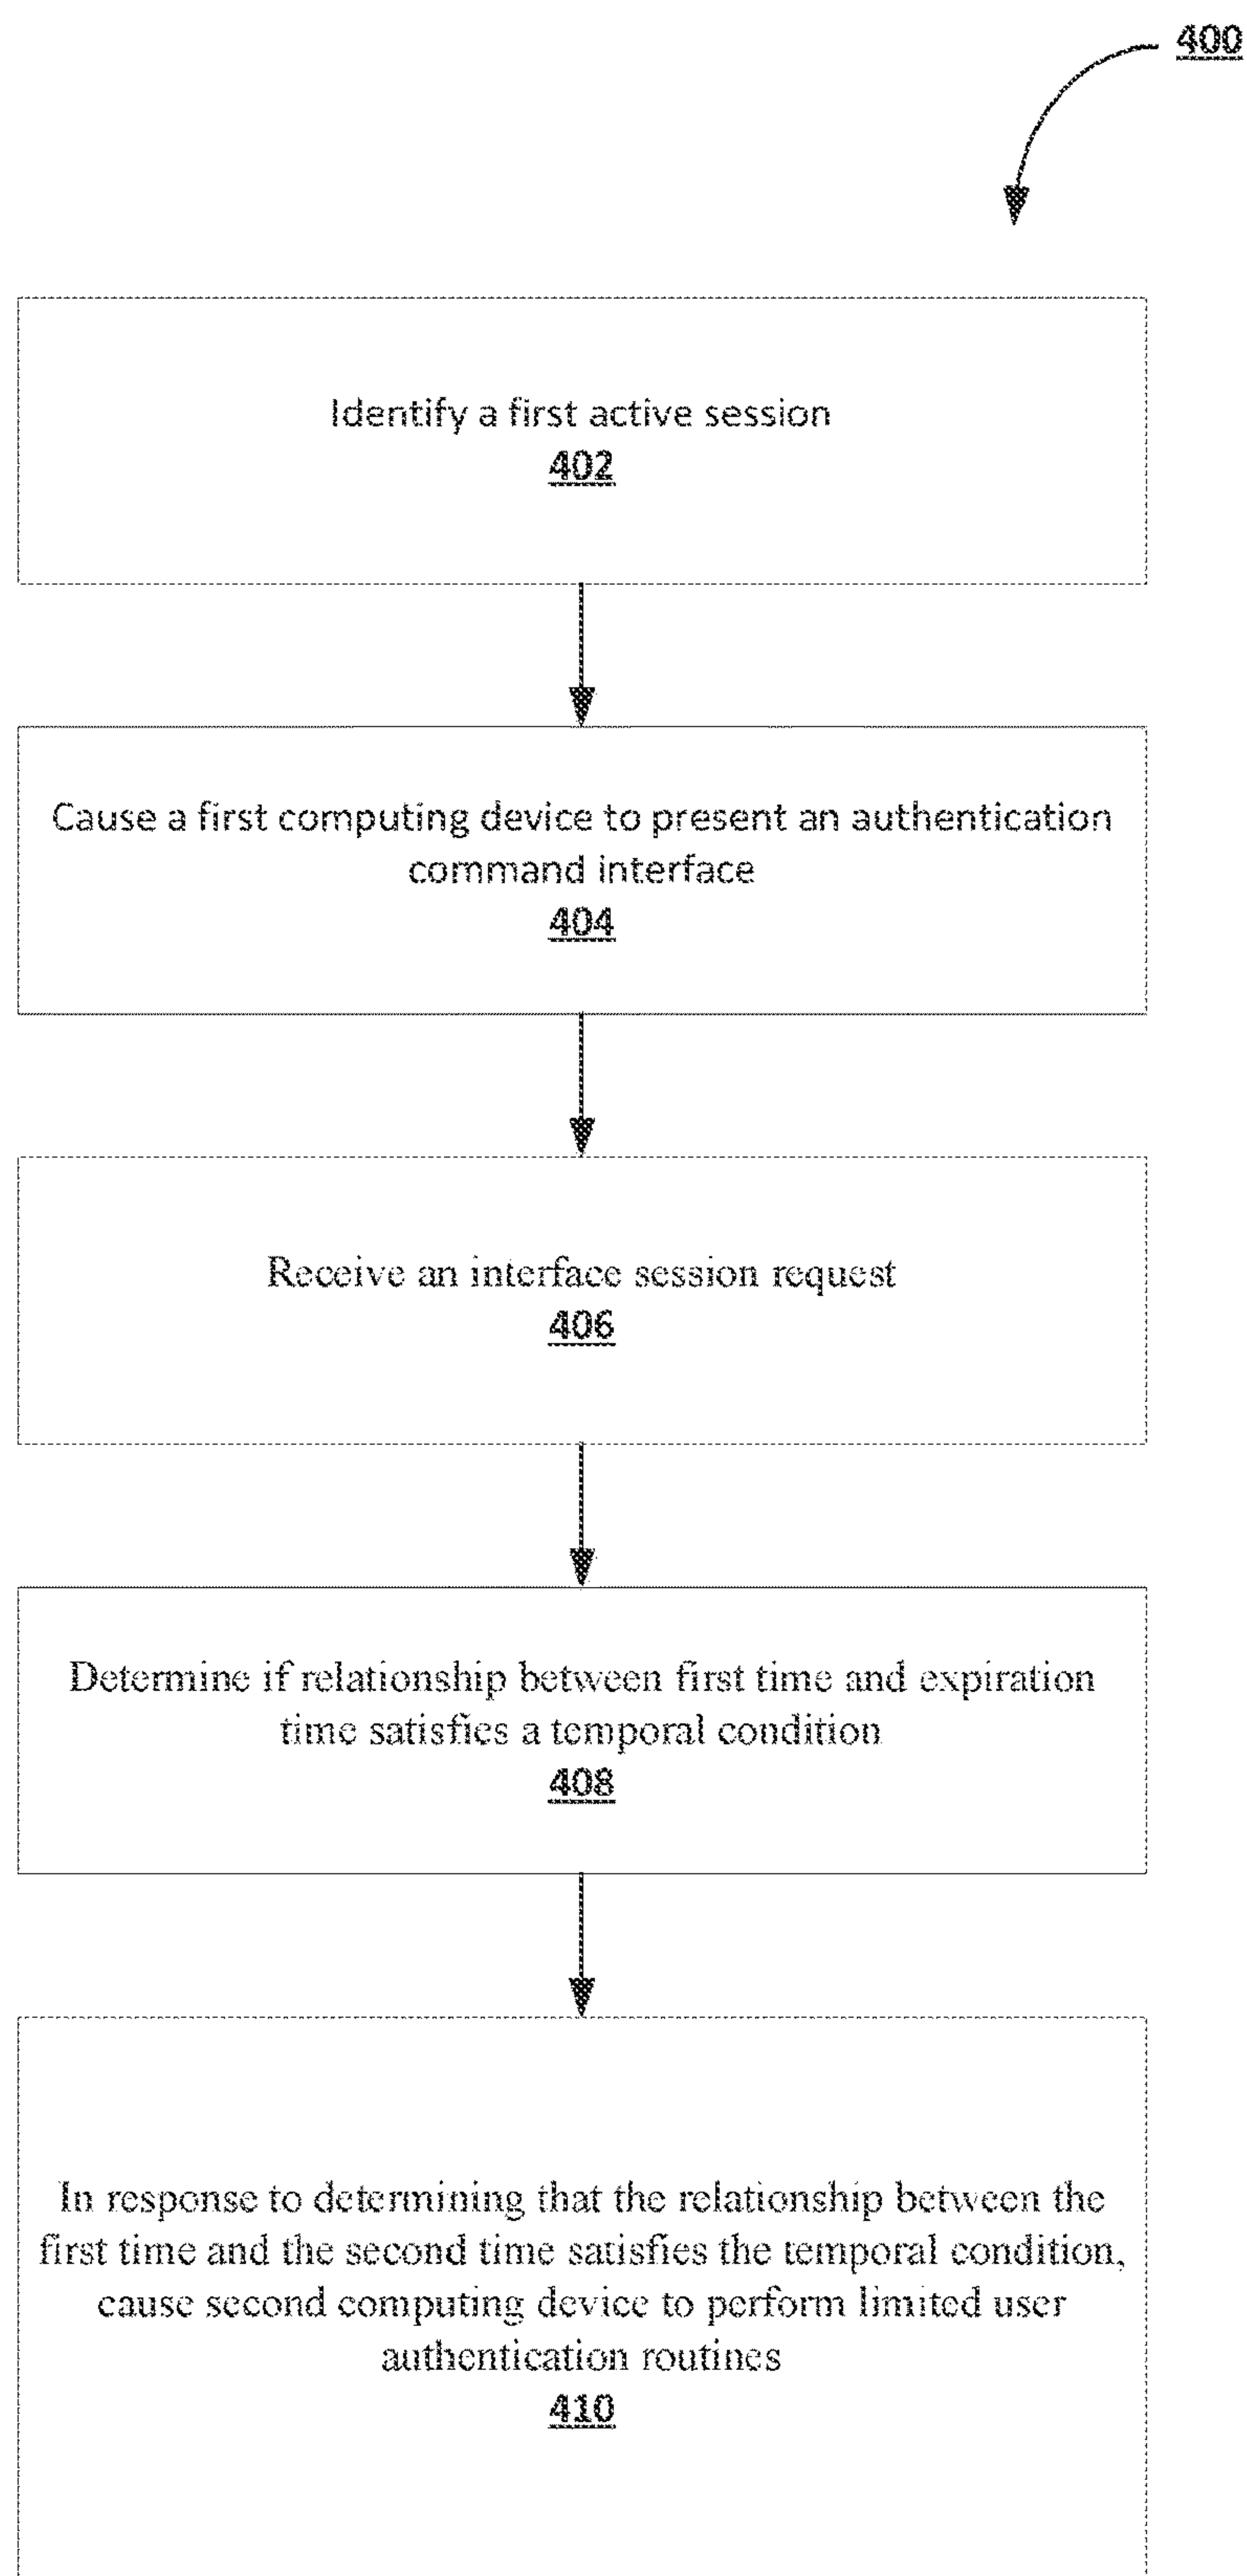 400
Identify a first active session
402
Cause a first computing device to present an authentication
command interface
404
Receive an interface session request
406
Determine if relationship between first time and expiration
time satisfies a temporal condition
408
In response to determining that the relationship between the
first time and the second time satisfies the temporal condition,
cause second computing device to perform limited user
authentication routines
410